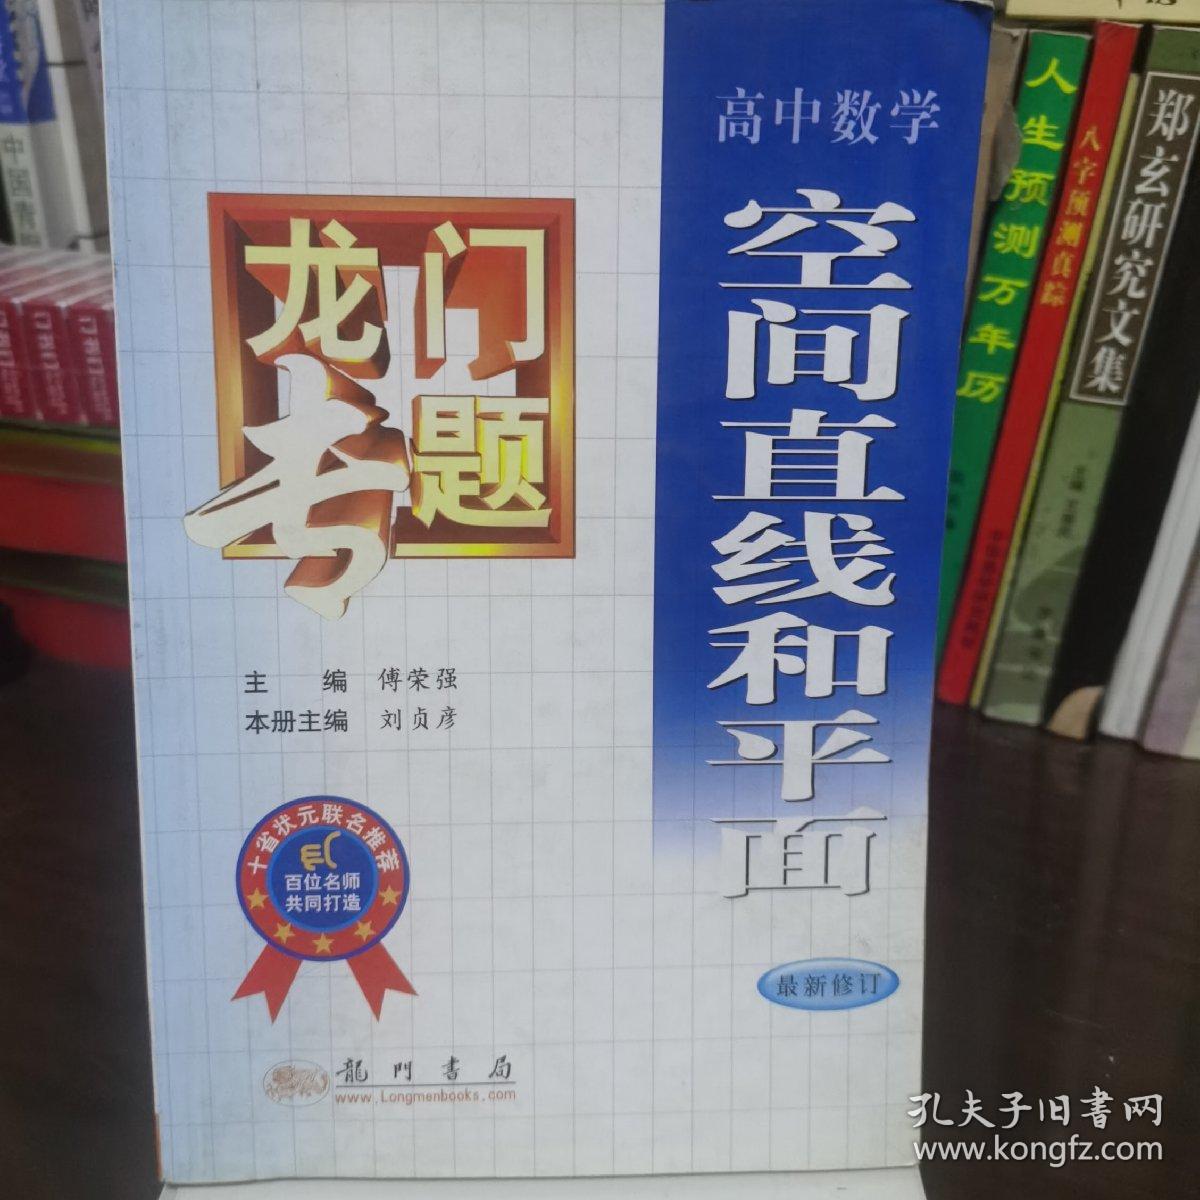 高中数学
空间直线和平面
龙门
专题
主 编 傅荣强
本册主编 刘贞彦
十省状元联名推荐
百位名师
共同打造
最新修订
龍門書局
www.Longmenbooks.com
人生预测万年历
八字预测真踪
郑玄研究文集
孔夫子旧书网
www.kongfz.com